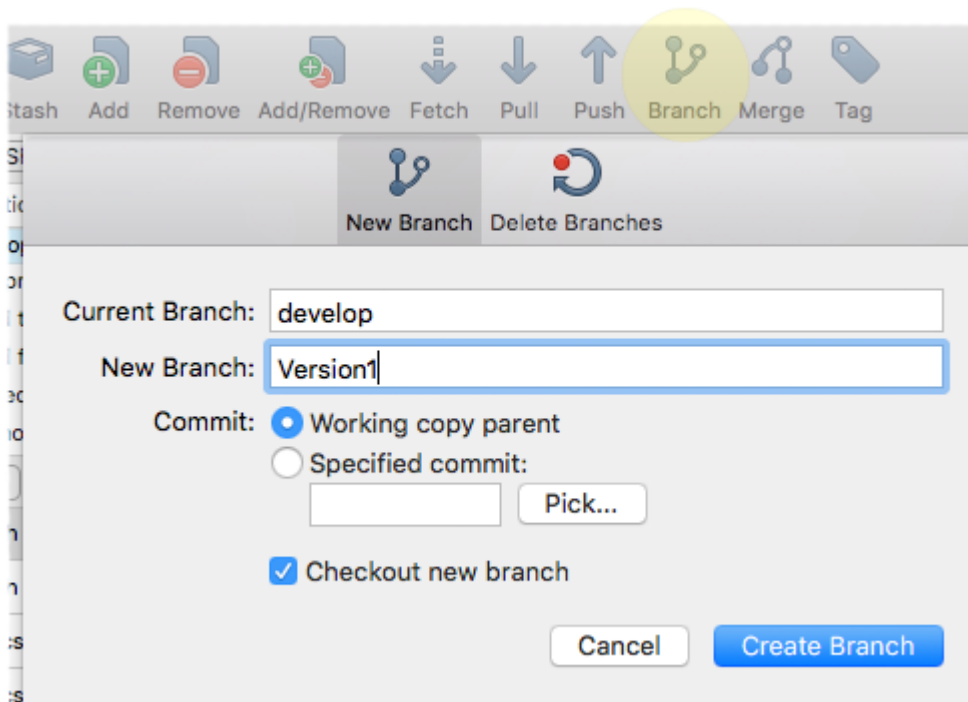 Stash Add Remove Add/Remove Fetch Pull Push Branch Merge Tag
New Branch Delete Branches
Current Branch: develop
New Branch: Version1
Commit: Working copy parent
Specified commit:
Pick...
Checkout new branch
Cancel Create Branch